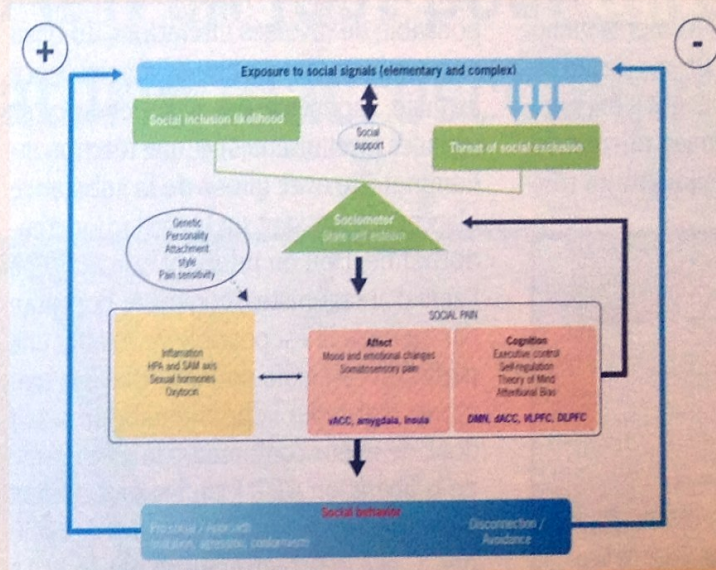 +
-
Exposure to social signals (elementary and complex)
Social inclusion likelihood
Social
support
Threat of social exclusion
Sociometer
State self esteem
Genetic
Personality
Attachment
style
Pain sensitivity
SOCIAL PAIN
Inflamation
HPA and SAM axis
Sexual hormones
Oxytocin
Affect
Mood and emotional changes
Somatosensory pain
vACC, amygdala, Insula
Cognition
Executive control
Self-regulation
Theory of Mind
Attentional Bias
DMN, dACC, VLPFC, DLPFC
Social behavior
Prosocial / Approach
(imitation, agression, conformism)
Disconnection /
Avoidance